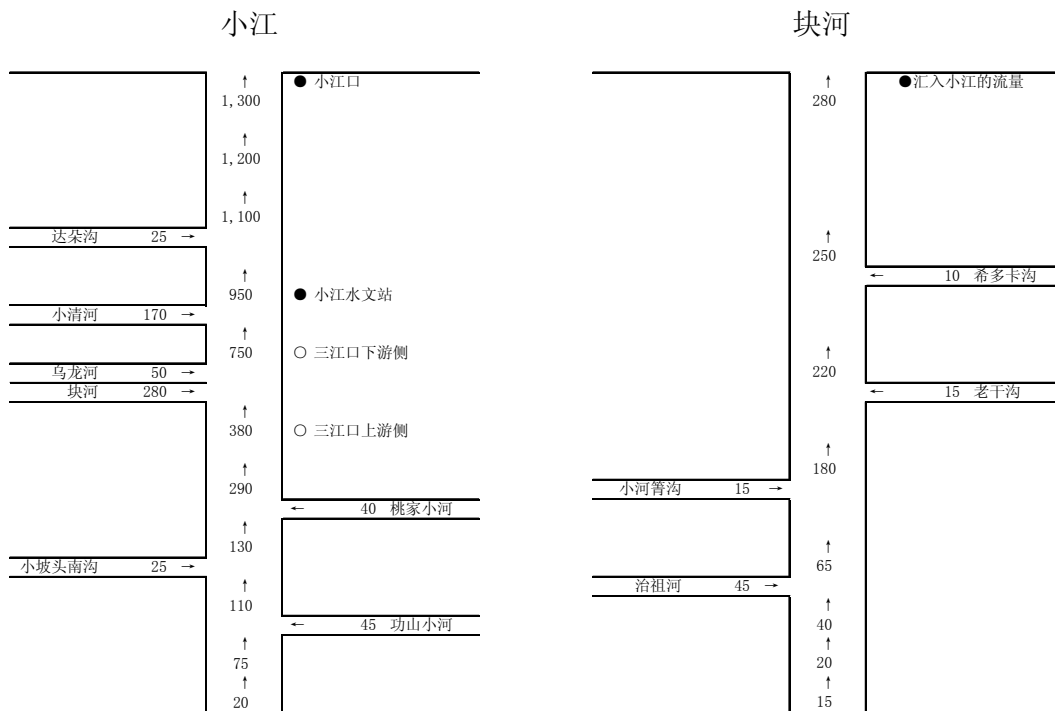 小江
块河
↑
1,300
● 小江口
↑
1,200
↑
1,100
达朵沟 25 →
↑
950
● 小江水文站
小清河 170 →
↑
750
○ 三江口下游侧
乌龙河 50 →
块河 280 →
↑
380
○ 三江口上游侧
↑
290
← 40 桃家小河
↑
130
小坡头南沟 25 →
↑
110
← 45 功山小河
↑
75
↑
20
↑
280
●汇入小江的流量
↑
250
← 10 希多卡沟
↑
220
← 15 老干沟
↑
180
小河箐沟 15 →
↑
65
治祖河 45 →
↑
40
↑
20
↑
15